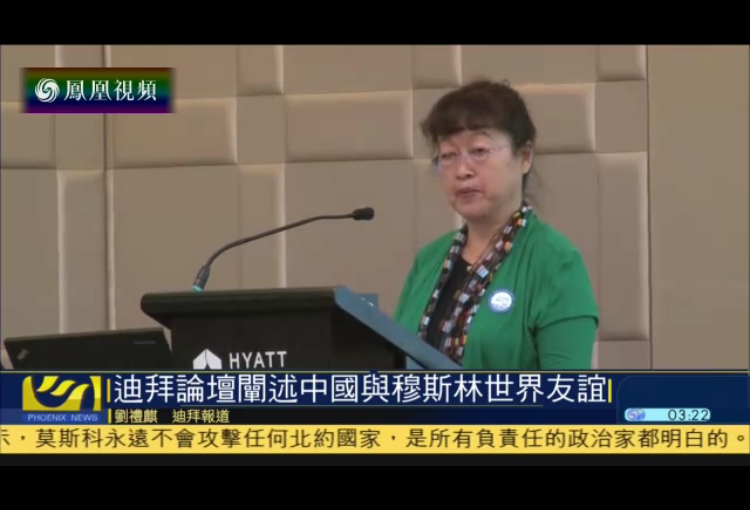 鳳凰視頻
HYATT
迪拜論壇闡述中國與穆斯林世界友誼
PHOENIX NEWS
劉禮麒 迪拜報道
03:22
示，莫斯科永遠不會攻擊任何北約國家，是所有負責任的政治家都明白的。